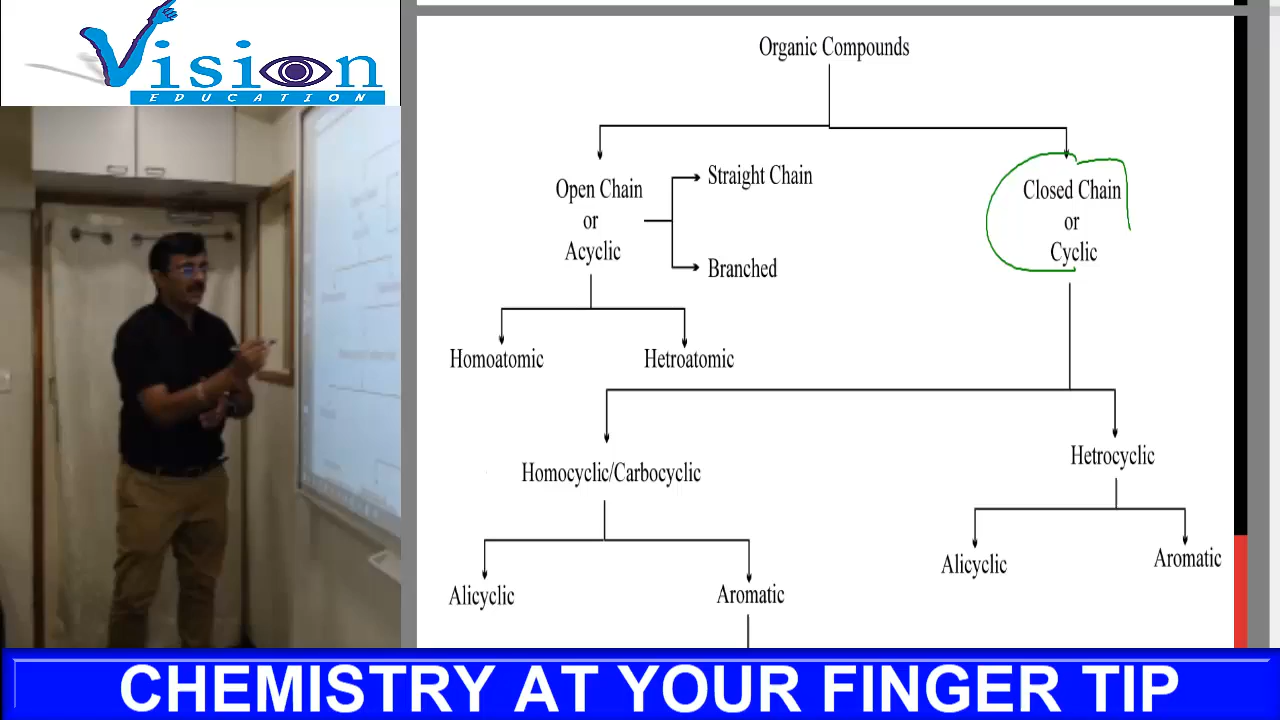 Vision
EDUCATION
Organic Compounds
Open Chain
or
Acyclic
Straight Chain
Branched
Closed Chain
or
Cyclic
Homoatomic
Hetroatomic
Homocyclic/Carbocyclic
Hetrocyclic
Alicyclic
Aromatic
Alicyclic
Aromatic
CHEMISTRY AT YOUR FINGER TIP